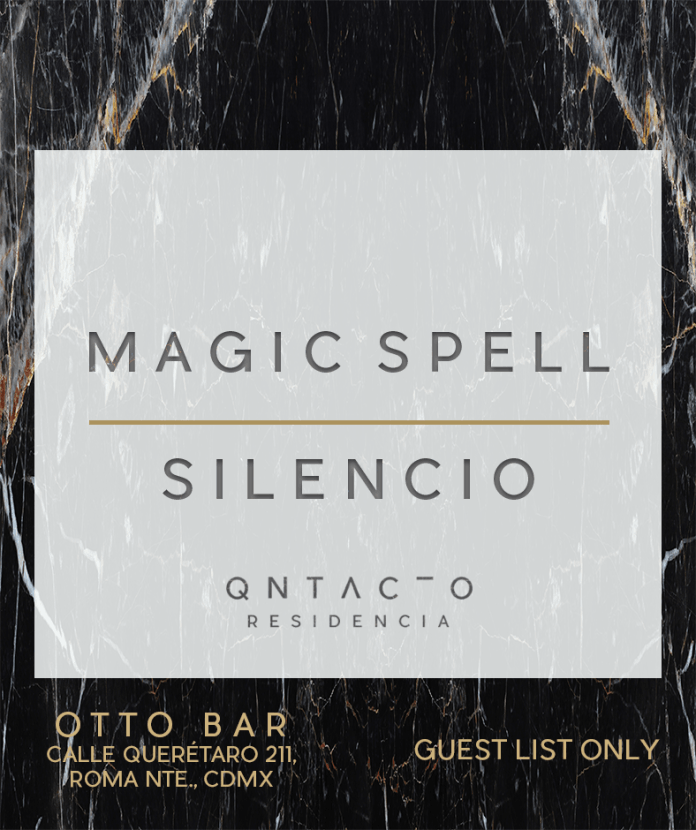 MAGIC SPELL
SILENCIO
QNTACTO
RESIDENCIA
OTTO BAR
CALLE QUERÉTARO 211,
ROMA NTE., CDMX
GUEST LIST ONLY